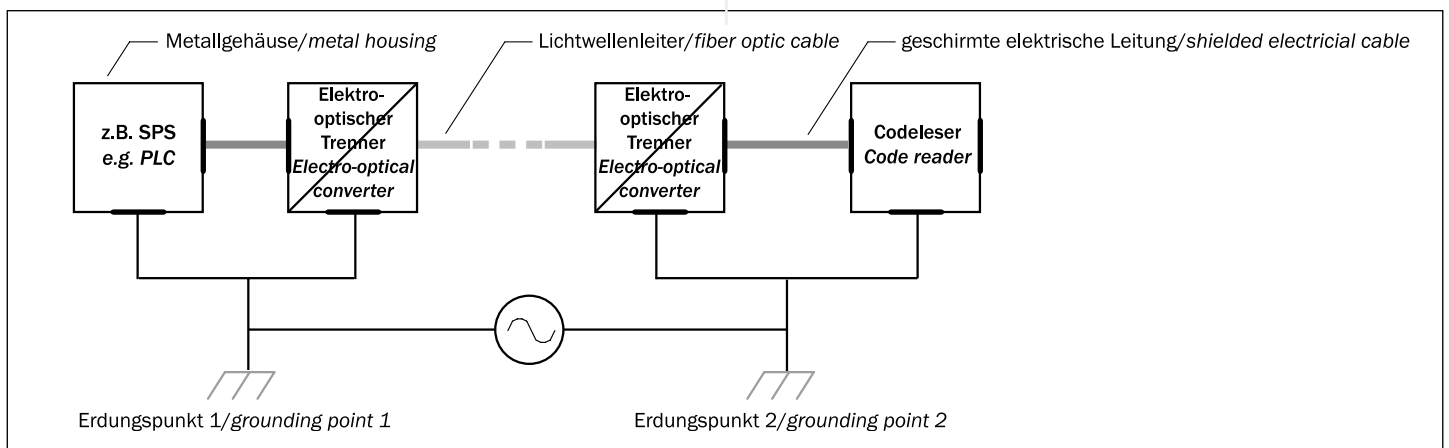 Metallgehäuse/metal housing
Lichtwellenleiter/fiber optic cable
geschirmte elektrische Leitung/shielded electricial cable
z.B. SPS
e.g. PLC
Elektro-
optischer
Trenner
Electro-optical
converter
Elektro-
optischer
Trenner
Electro-optical
converter
Codeleser
Code reader
Erdungspunkt 1/grounding point 1
Erdungspunkt 2/grounding point 2